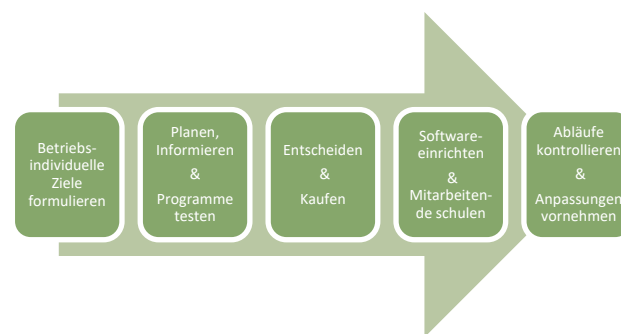 Betriebs-
individuelle
Ziele
formulieren
Planen,
Informieren
&
Programme
testen
Entscheiden
&
Kaufen
Software-
einrichten
&
Mitarbeiten-
de schulen
Abläufe
kontrollieren
&
Anpassungen
vornehmen